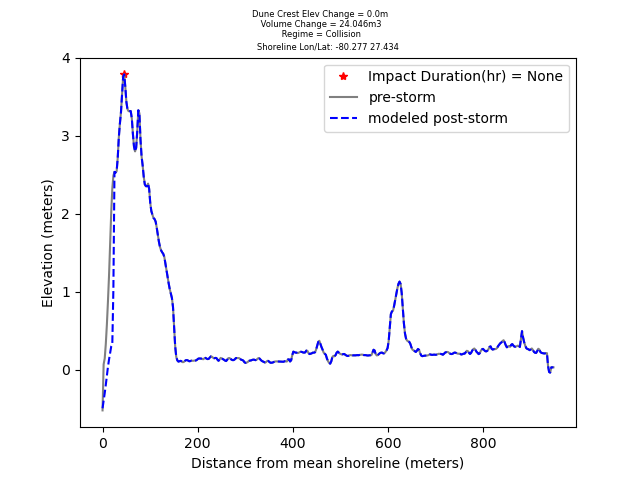 Dune Crest Elev Change = 0.0m
Volume Change = 24.046m3
Regime = Collision
Shoreline Lon/Lat: -80.277 27.434
Impact Duration(hr) = None
pre-storm
modeled post-storm
Elevation (meters)
4
3
2
1
0
0 200 400 600 800
Distance from mean shoreline (meters)